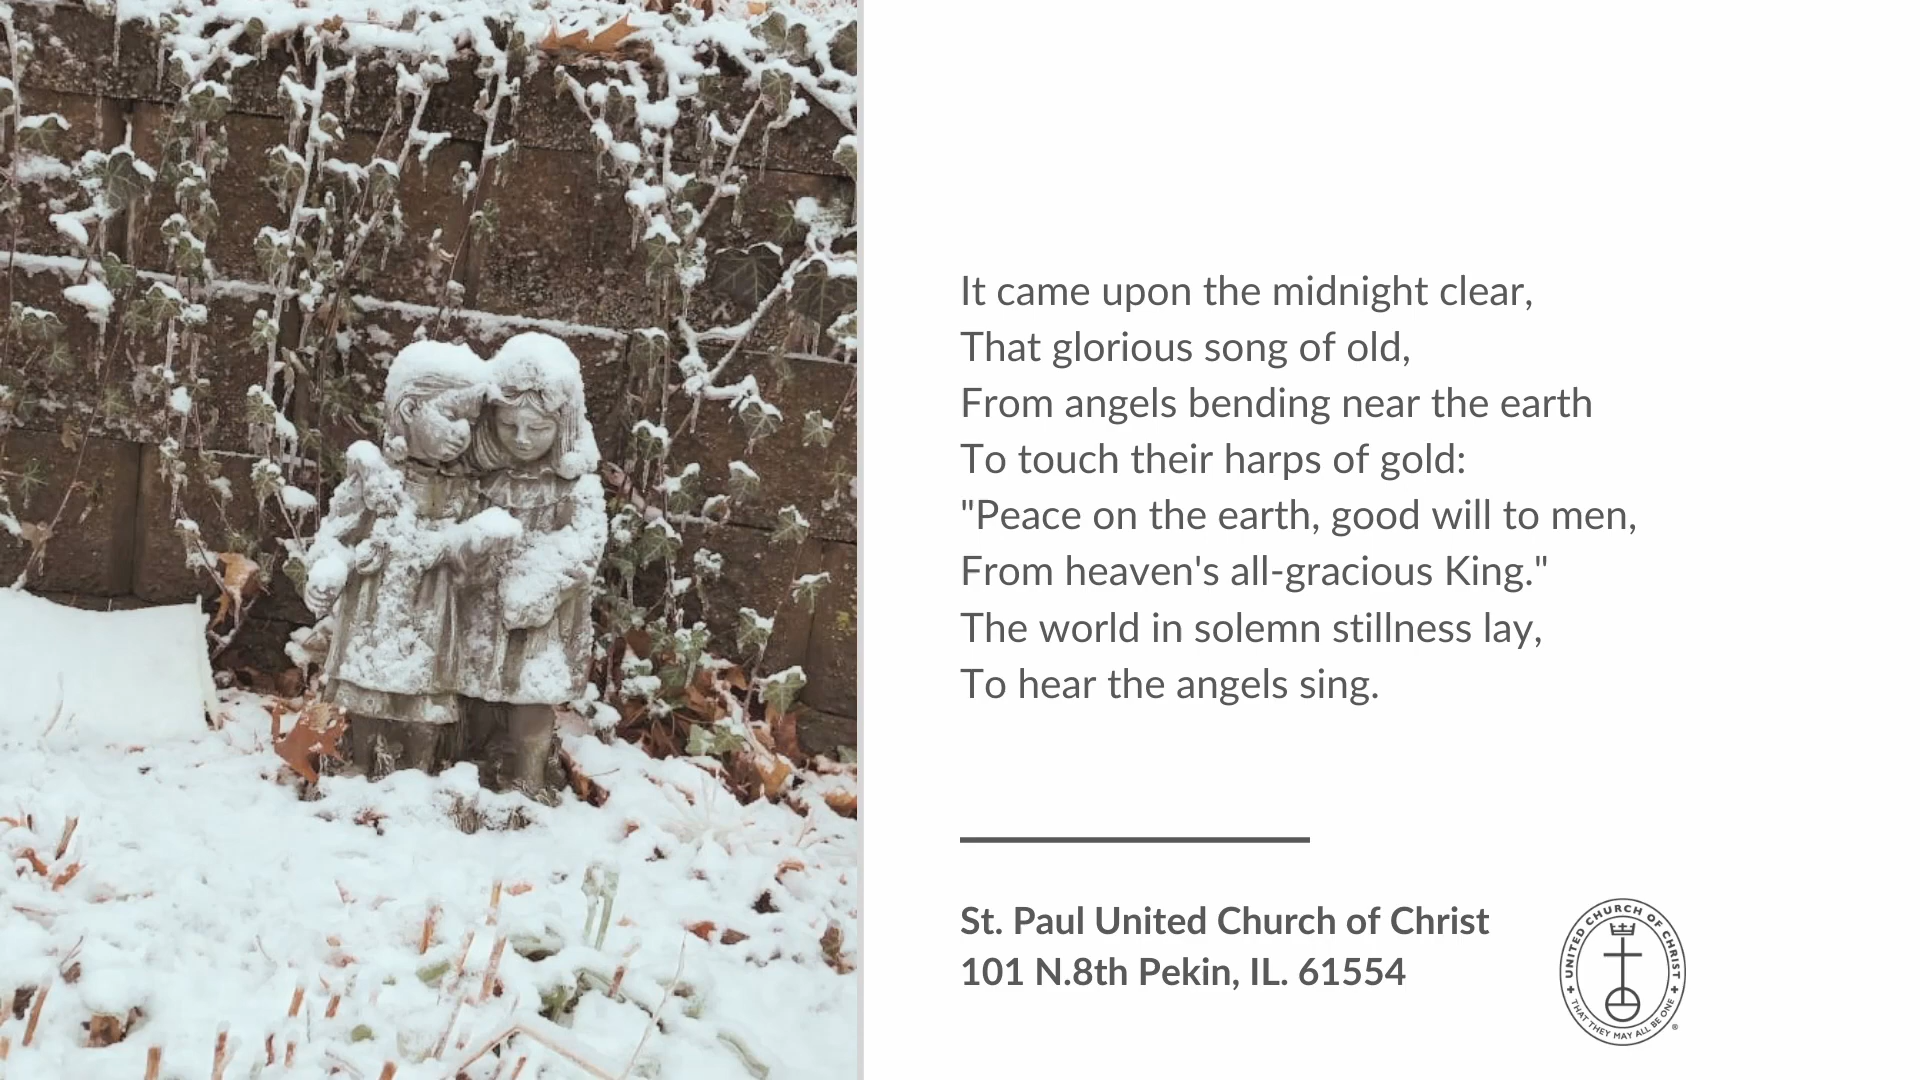 It came upon the midnight clear,
That glorious song of old,
From angels bending near the earth
To touch their harps of gold:
"Peace on the earth, good will to men,
From heaven's all-gracious King."
The world in solemn stillness lay,
To hear the angels sing.
St. Paul United Church of Christ
101 N.8th Pekin, IL. 61554
UNITED CHURCH OF CHRIST
THAT THEY MAY ALL BE ONE
®